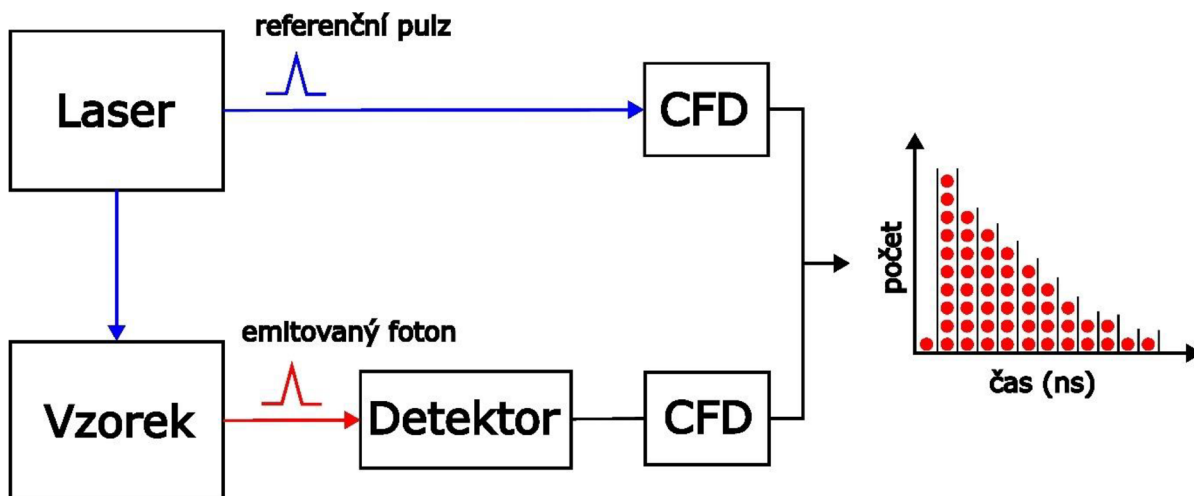 referenční pulz
Laser
CFD
počet
čas (ns)
emitovaný foton
Vzorek
Detektor
CFD